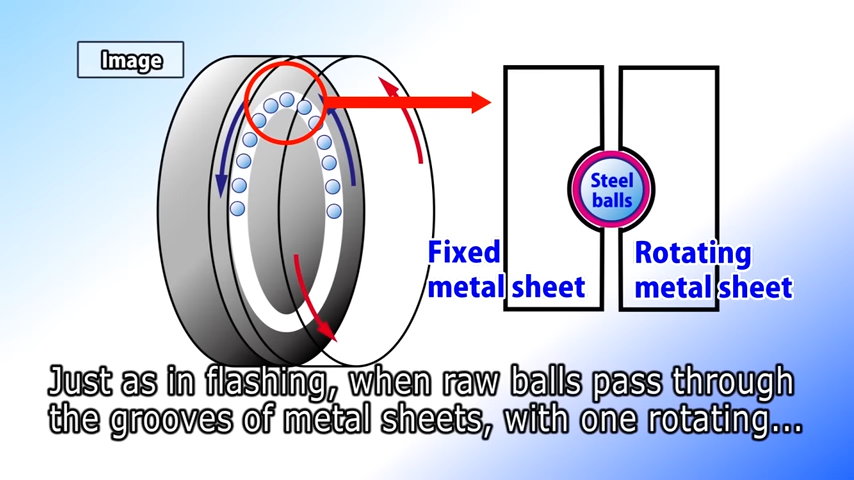 Image
Steel
balls
Fixed
metal sheet
Rotating
metal sheet
Just as in flashing, when raw balls pass through
the grooves of metal sheets, with one rotating...